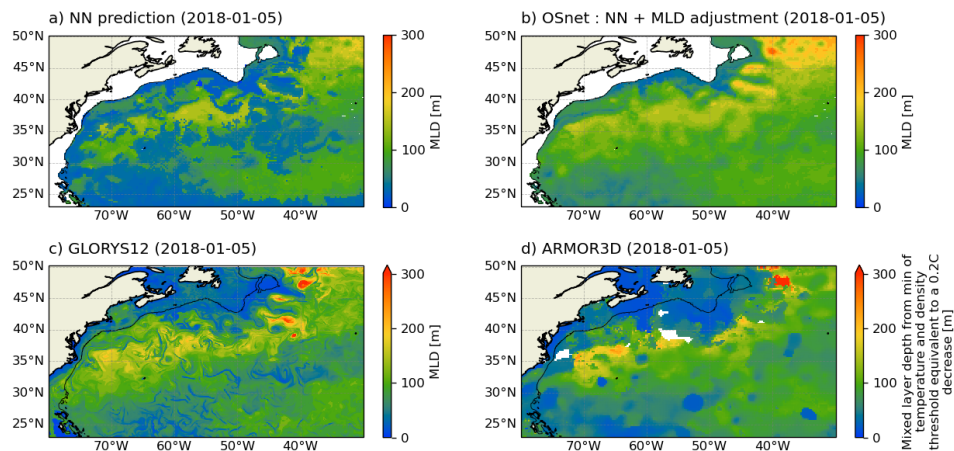 a) NN prediction (2018-01-05)
b) OSnet : NN + MLD adjustment (2018-01-05)
50°N
45°N
40°N
35°N
30°N
25°N
70°W 60°W 50°W 40°W
300
200
100
0
MLD [m]
50°N
45°N
40°N
35°N
30°N
25°N
70°W 60°W 50°W 40°W
300
200
100
0
MLD [m]
c) GLORYS12 (2018-01-05)
d) ARMOR3D (2018-01-05)
50°N
45°N
40°N
35°N
30°N
25°N
70°W 60°W 50°W 40°W
300
200
100
0
MLD [m]
50°N
45°N
40°N
35°N
30°N
25°N
70°W 60°W 50°W 40°W
300
200
100
0
Mixed layer depth from min of
temperature and density
threshold equivalent to a 0.2C
decrease
[m]